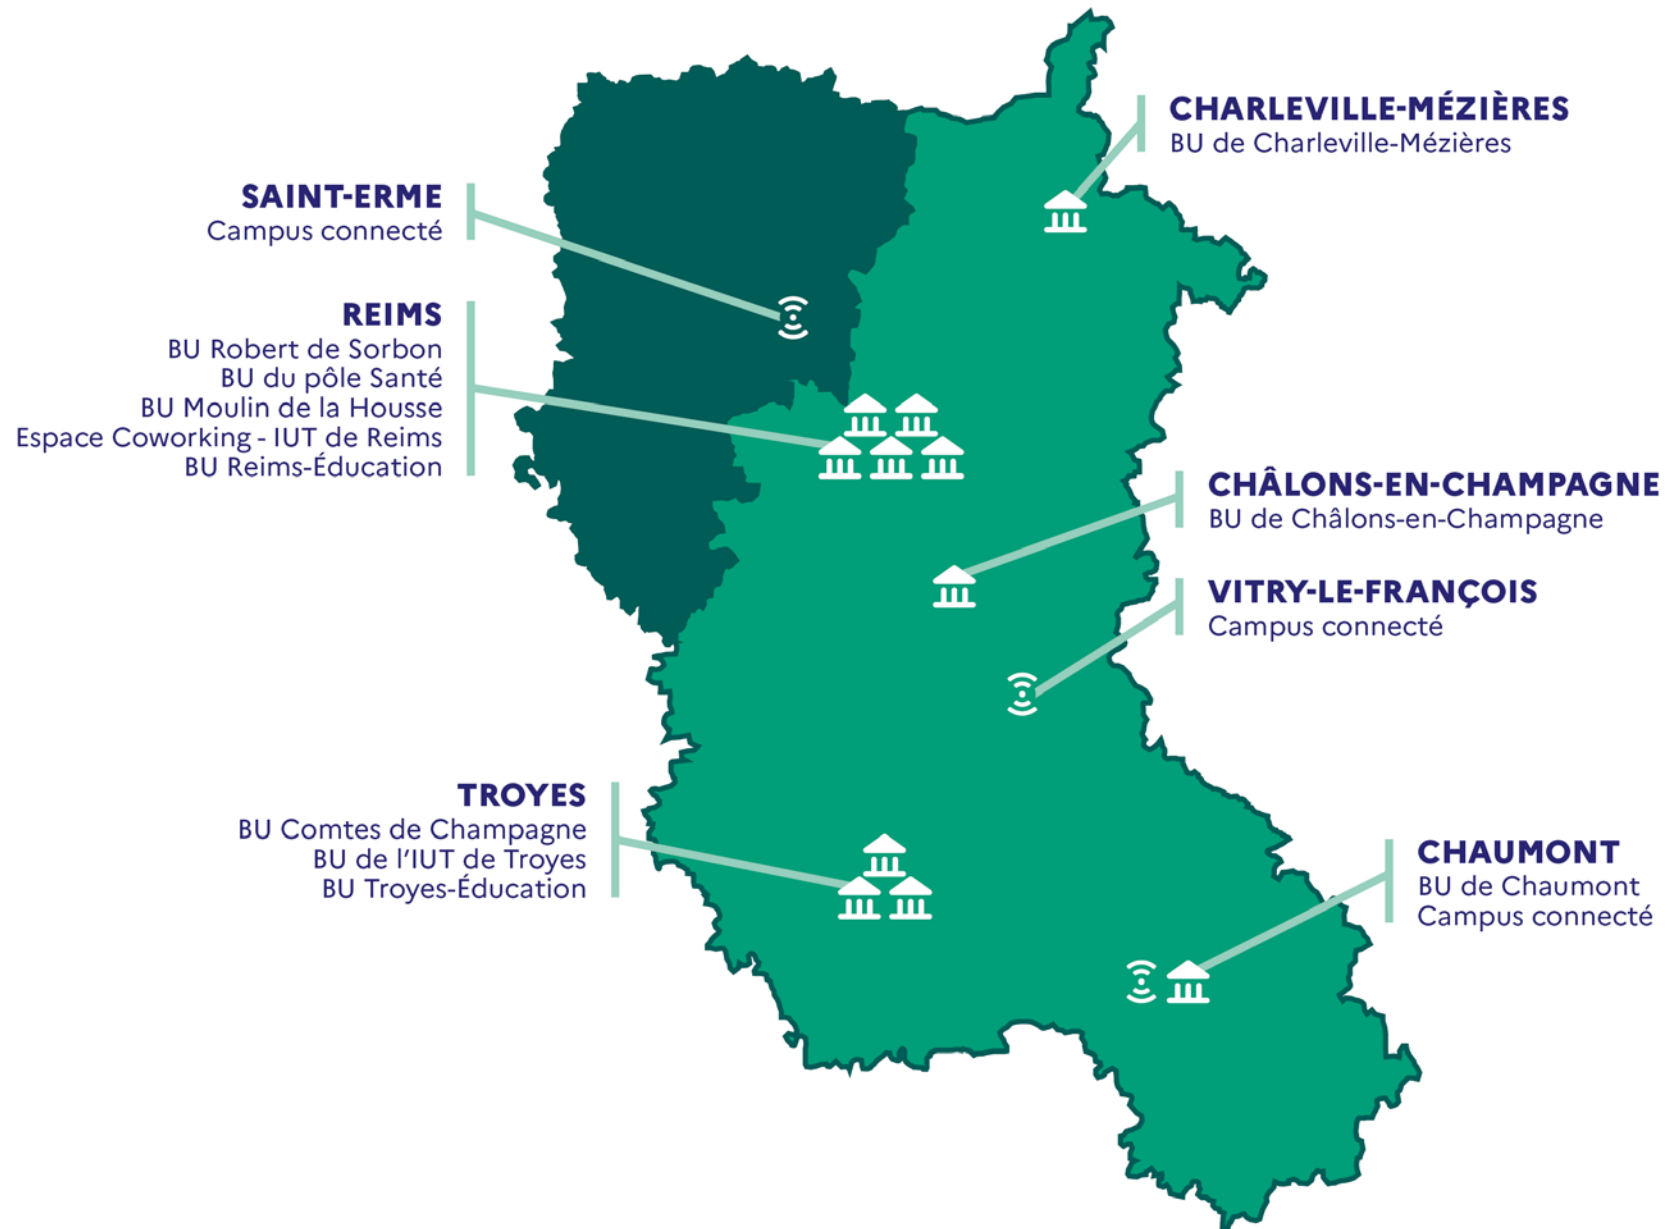 CHARLEVILLE-MÉZIÈRES
BU de Charleville-Mézières
SAINT-ERME
Campus connecté
REIMS
BU Robert de Sorbon
BU du pôle Santé
BU Moulin de la Housse
Espace Coworking - IUT de Reims
BU Reims-Éducation
CHÂLONS-EN-CHAMPAGNE
BU de Châlons-en-Champagne
VITRY-LE-FRANÇOIS
Campus connecté
TROYES
BU Comtes de Champagne
BU de l'IUT de Troyes
BU Troyes-Éducation
CHAUMONT
BU de Chaumont
Campus connecté